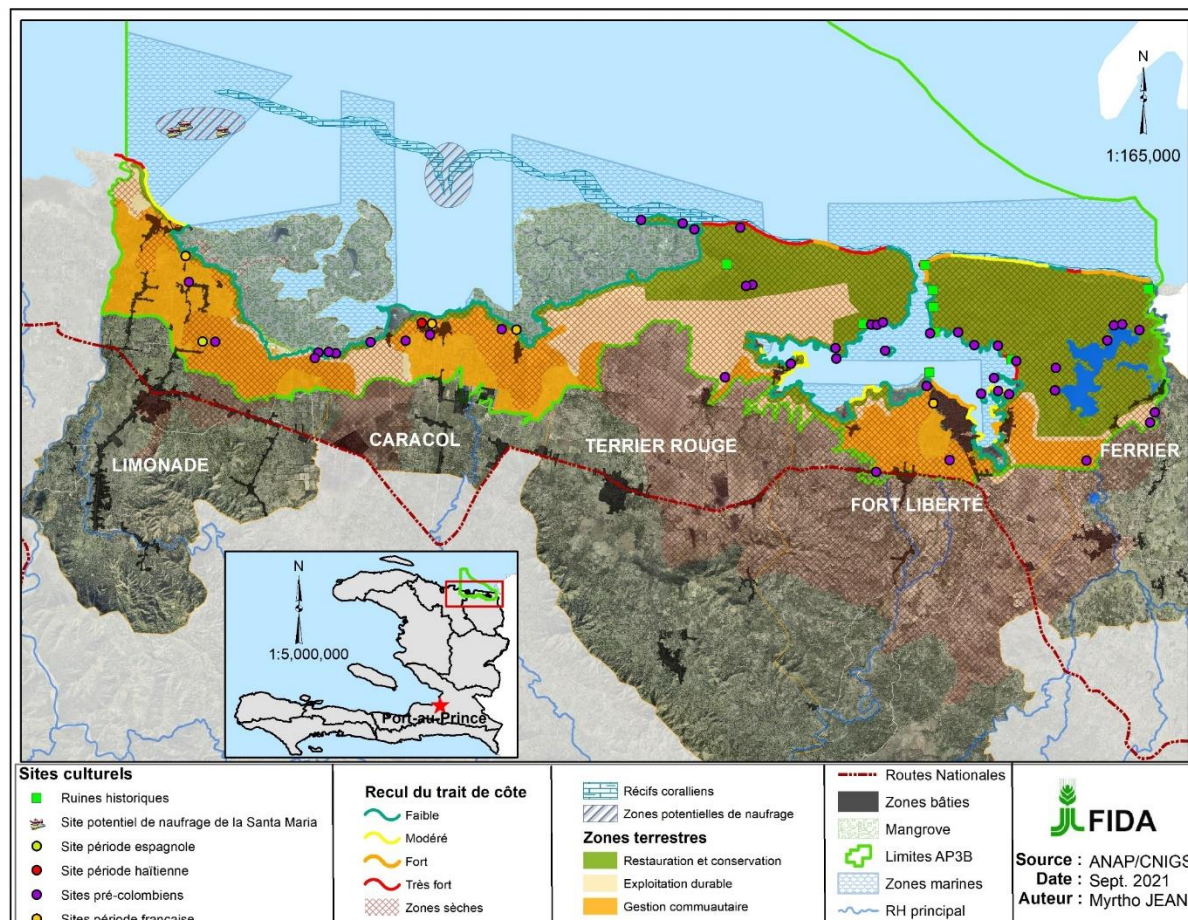 N
1:165,000
LIMONADE
CARACOL
TERRIER ROUGE
FORT LIBERTÉ
FERRIER
N
1:5,000,000
Port-au-Prince
Sites culturels
Ruines historiques
Site potentiel de naufrage de la Santa Maria
Site période espagnole
Site période haïtienne
Sites pré-colombiens
Sites période française
Recul du trait de côte
Faible
Modéré
Fort
Très fort
Zones sèches
Récifs coralliens
Zones potentielles de naufrage
Zones terrestres
Restauration et conservation
Exploitation durable
Gestion commuautaire
Routes Nationales
Zones bâties
Mangrove
Limites AP3B
Zones marines
RH principal
FIDA
Source : ANAP/CNIGS
Date : Sept. 2021
Auteur : Myrtho JEAN